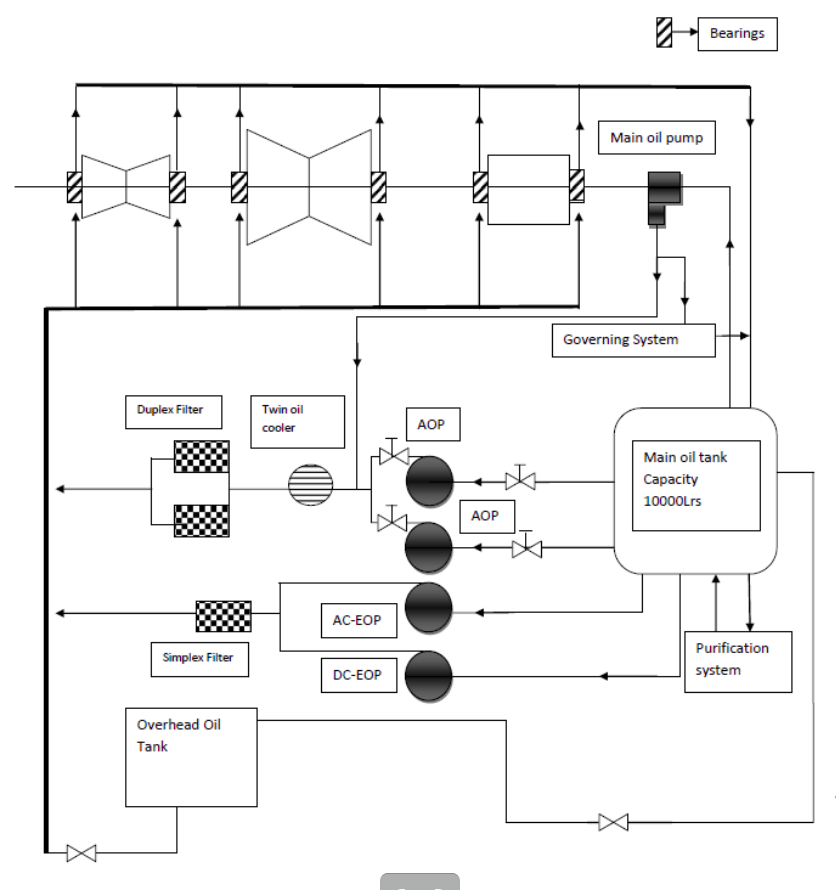 Bearings
Main oil pump
Governing System
Duplex Filter
Twin oil
cooler
AOP
Main oil tank
Capacity
10000Lrs
AOP
AC-EOP
Simplex Filter
DC-EOP
Purification
system
Overhead Oil
Tank